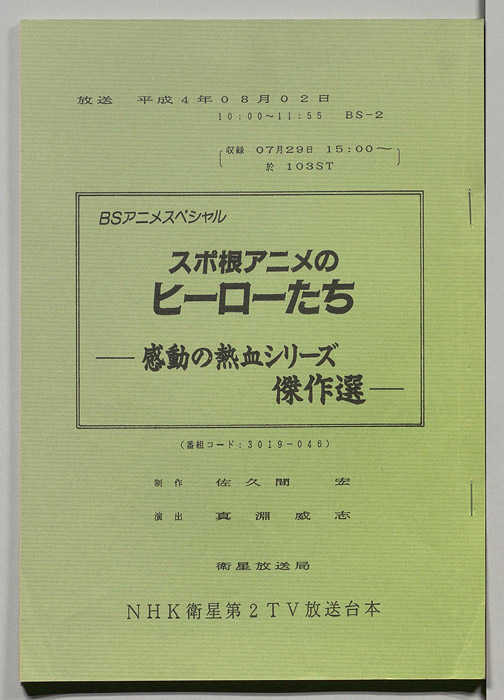 放送 平成4年08月02日
10:00～11:55 BS-2
収録 07月29日 15:00～
於 103ST
BSアニメスペシャル
スポ根アニメの
ヒーローたち
―感動の熱血シリーズ
傑作選―
(番組コード:3019-046)
制作 佐久間 宏
演出 真淵威志
衛星放送局
NHK衛星第2TV放送台本